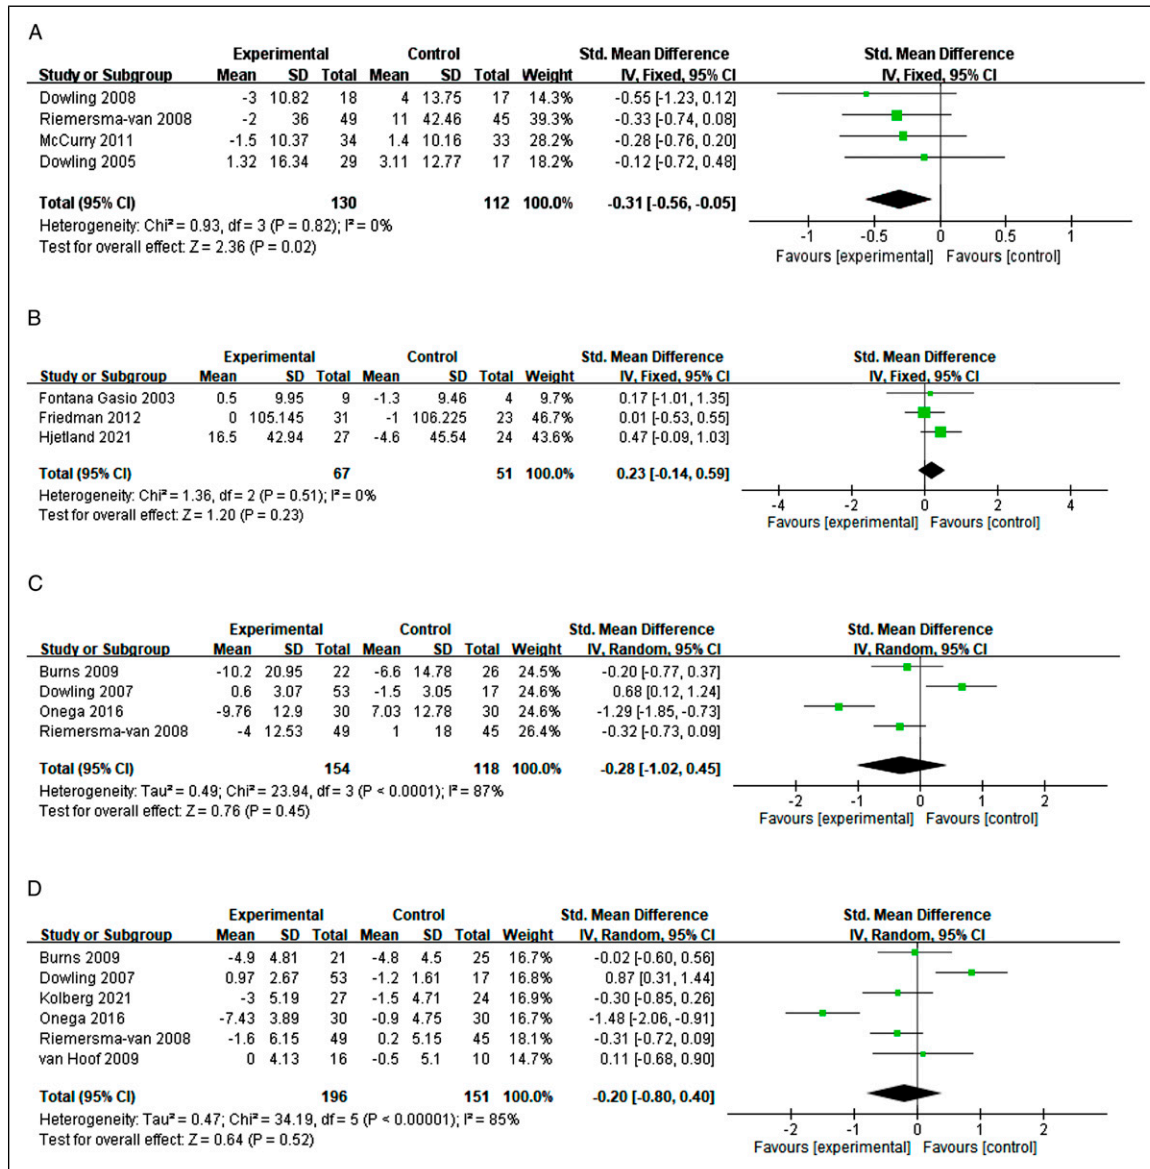 A
Experimental Control Std. Mean Difference Std. Mean Difference
Study or Subgroup Mean SD Total Mean SD Total Weight IV, Fixed, 95% CI IV, Fixed, 95% CI
Dowling 2008 -3 10.82 18 4 13.75 17 14.3% -0.55 [-1.23, 0.12]
Riemersma-van 2008 -2 36 49 11 42.46 45 39.3% -0.33 [-0.74, 0.08]
McCurry 2011 -1.5 10.37 34 1.4 10.16 33 28.2% -0.28 [-0.76, 0.20]
Dowling 2005 1.32 16.34 29 3.11 12.77 17 18.2% -0.12 [-0.72, 0.48]
Total (95% CI) 130 112 100.0% -0.31 [-0.56, -0.05]
Heterogeneity: Chi² = 0.93, df = 3 (P = 0.82); I² = 0%
Test for overall effect: Z = 2.36 (P = 0.02)
-1 -0.5 0 0.5 1
Favours [experimental] Favours [control]
B
Experimental Control Std. Mean Difference Std. Mean Difference
Study or Subgroup Mean SD Total Mean SD Total Weight IV, Fixed, 95% CI IV, Fixed, 95% CI
Fontana Gasio 2003 0.5 9.95 9 -1.3 9.46 4 9.7% 0.17 [-1.01, 1.35]
Friedman 2012 0 105.145 31 -1 106.225 23 46.7% 0.01 [-0.53, 0.55]
Hjetland 2021 16.5 42.94 27 -4.6 45.54 24 43.6% 0.47 [-0.09, 1.03]
Total (95% CI) 67 51 100.0% 0.23 [-0.14, 0.59]
Heterogeneity: Chi² = 1.36, df = 2 (P = 0.51); I² = 0%
Test for overall effect: Z = 1.20 (P = 0.23)
-4 -2 0 2 4
Favours [experimental] Favours [control]
C
Experimental Control Std. Mean Difference Std. Mean Difference
Study or Subgroup Mean SD Total Mean SD Total Weight IV, Random, 95% CI IV, Random, 95% CI
Burns 2009 -10.2 20.95 22 -6.6 14.78 26 24.5% -0.20 [-0.77, 0.37]
Dowling 2007 0.6 3.07 53 -1.5 3.05 17 24.6% 0.68 [0.12, 1.24]
Onega 2016 -9.76 12.9 30 7.03 12.78 30 24.6% -1.29 [-1.85, -0.73]
Riemersma-van 2008 -4 12.53 49 1 18 45 26.4% -0.32 [-0.73, 0.09]
Total (95% CI) 154 118 100.0% -0.28 [-1.02, 0.45]
Heterogeneity: Tau² = 0.49; Chi² = 23.94, df = 3 (P < 0.0001); I² = 87%
Test for overall effect: Z = 0.76 (P = 0.45)
-2 -1 0 1 2
Favours [experimental] Favours [control]
D
Experimental Control Std. Mean Difference Std. Mean Difference
Study or Subgroup Mean SD Total Mean SD Total Weight IV, Random, 95% CI IV, Random, 95% CI
Burns 2009 -4.9 4.81 21 -4.8 4.5 25 16.7% -0.02 [-0.60, 0.56]
Dowling 2007 0.97 2.67 53 -1.2 1.61 17 16.8% 0.87 [0.31, 1.44]
Kolberg 2021 -3 5.19 27 -1.5 4.71 24 16.9% -0.30 [-0.85, 0.26]
Onega 2016 -7.43 3.89 30 -0.9 4.75 30 16.7% -1.48 [-2.06, -0.91]
Riemersma-van 2008 -1.6 6.15 49 0.2 5.15 45 18.1% -0.31 [-0.72, 0.09]
van Hoof 2009 0 4.13 16 -0.5 5.1 10 14.7% 0.11 [-0.68, 0.90]
Total (95% CI) 196 151 100.0% -0.20 [-0.80, 0.40]
Heterogeneity: Tau² = 0.47; Chi² = 34.19, df = 5 (P < 0.00001); I² = 85%
Test for overall effect: Z = 0.64 (P = 0.52)
-2 -1 0 1 2
Favours [experimental] Favours [control]